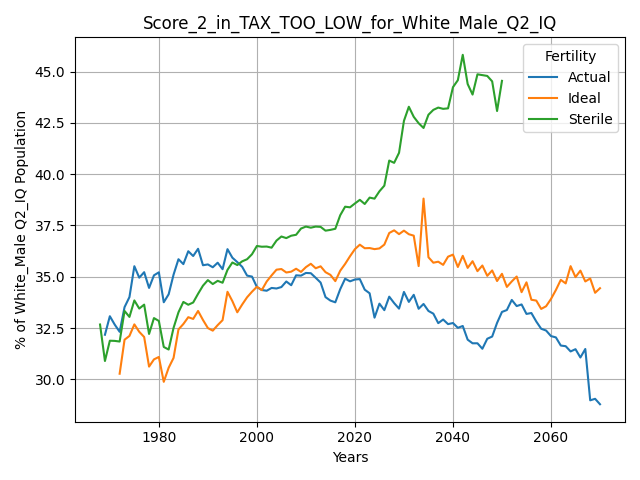 Score_2_in_TAX_TOO_LOW_for_White_Male_Q2_IQ
Fertility
Actual
Ideal
Sterile
% of White_Male Q2_IQ Population
45.0
42.5
40.0
37.5
35.0
32.5
30.0
1980
2000
2020
2040
2060
Years